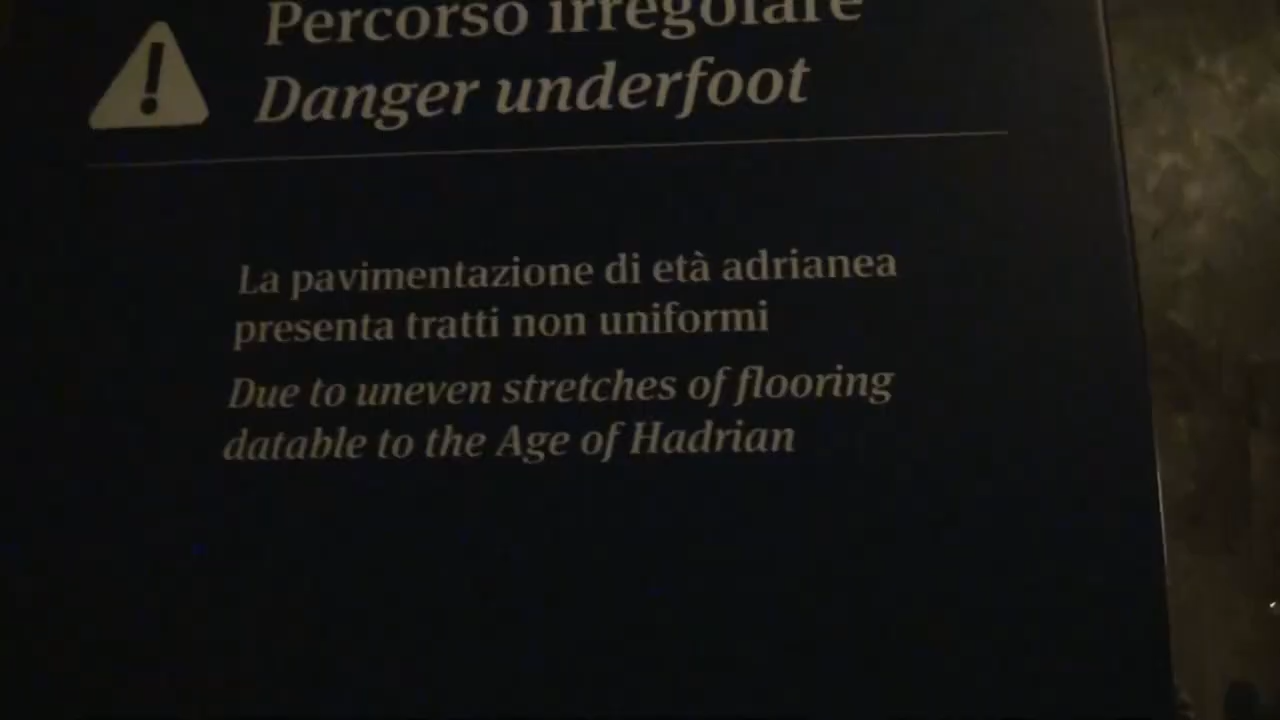 Percorso irregolare
Danger underfoot
La pavimentazione di età adrianea
presenta tratti non uniformi
Due to uneven stretches of flooring
datable to the Age of Hadrian